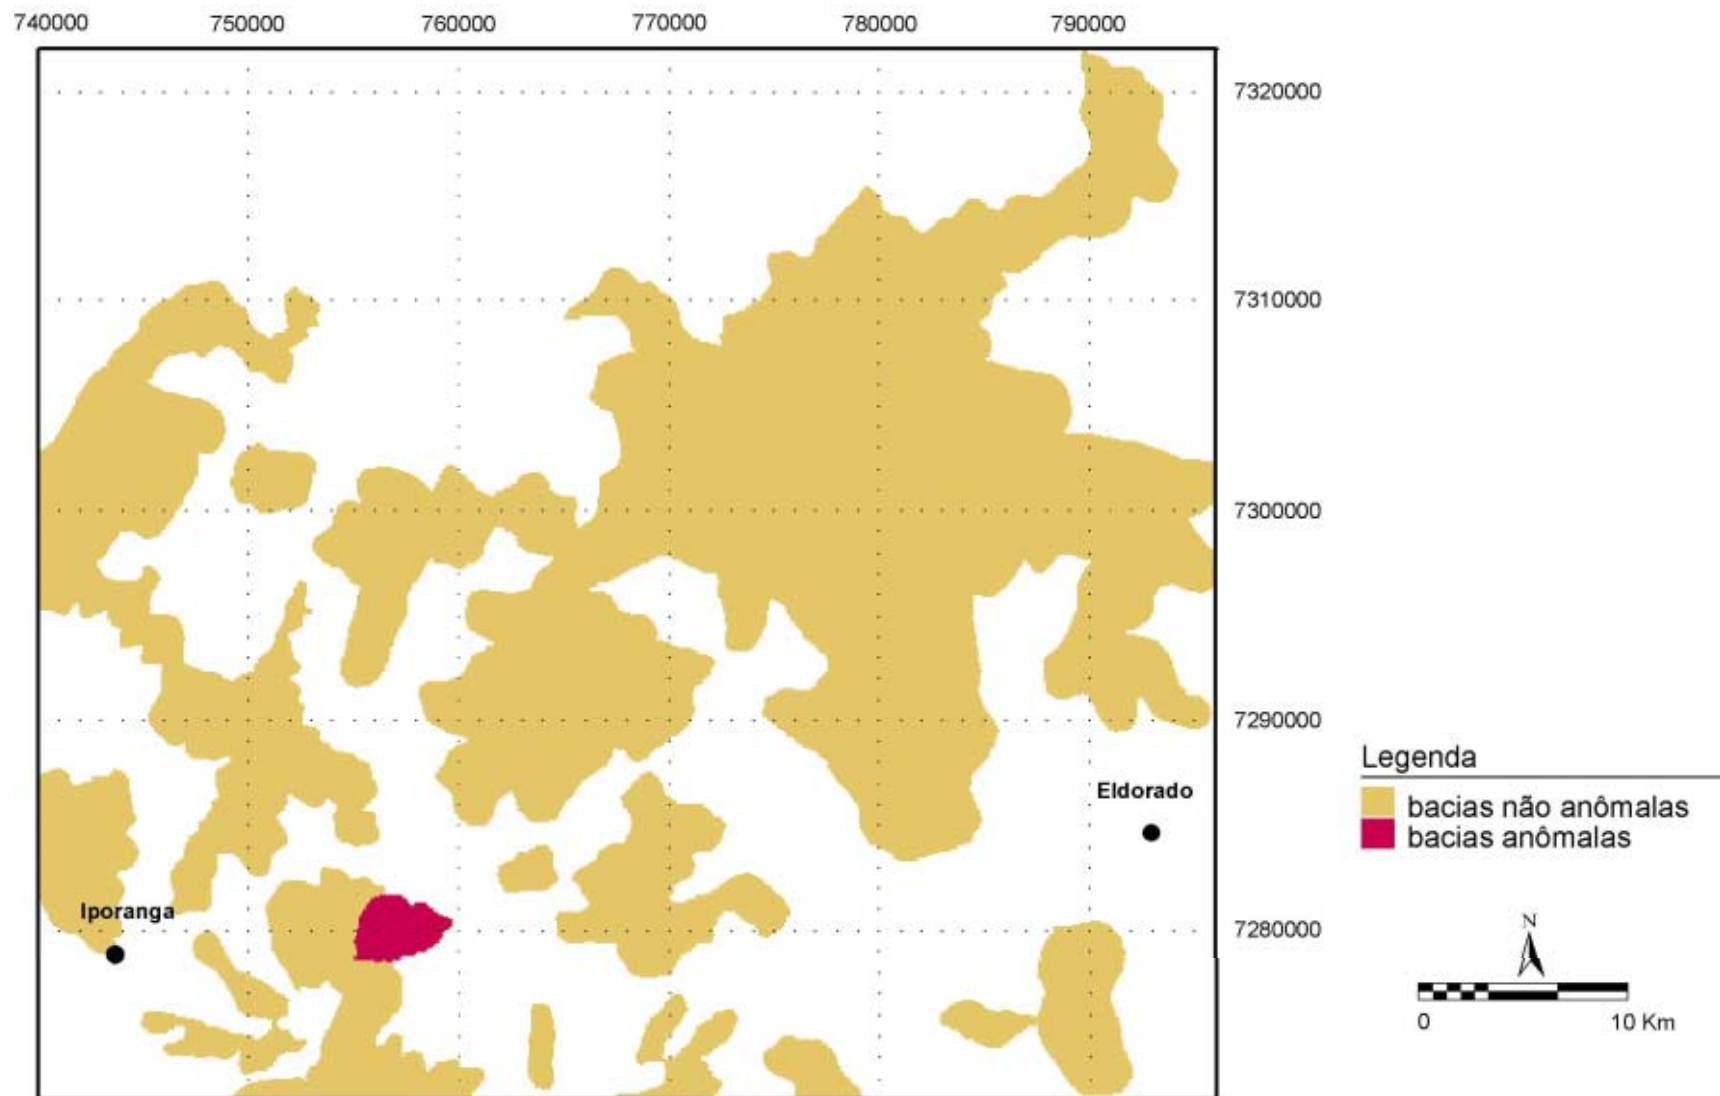 740000 750000 760000 770000 780000 790000
7320000
7310000
7300000
7290000
Legenda
Eldorado
bacias não anômalas
bacias anômalas
Iporanga
N
7280000
0 10 Km